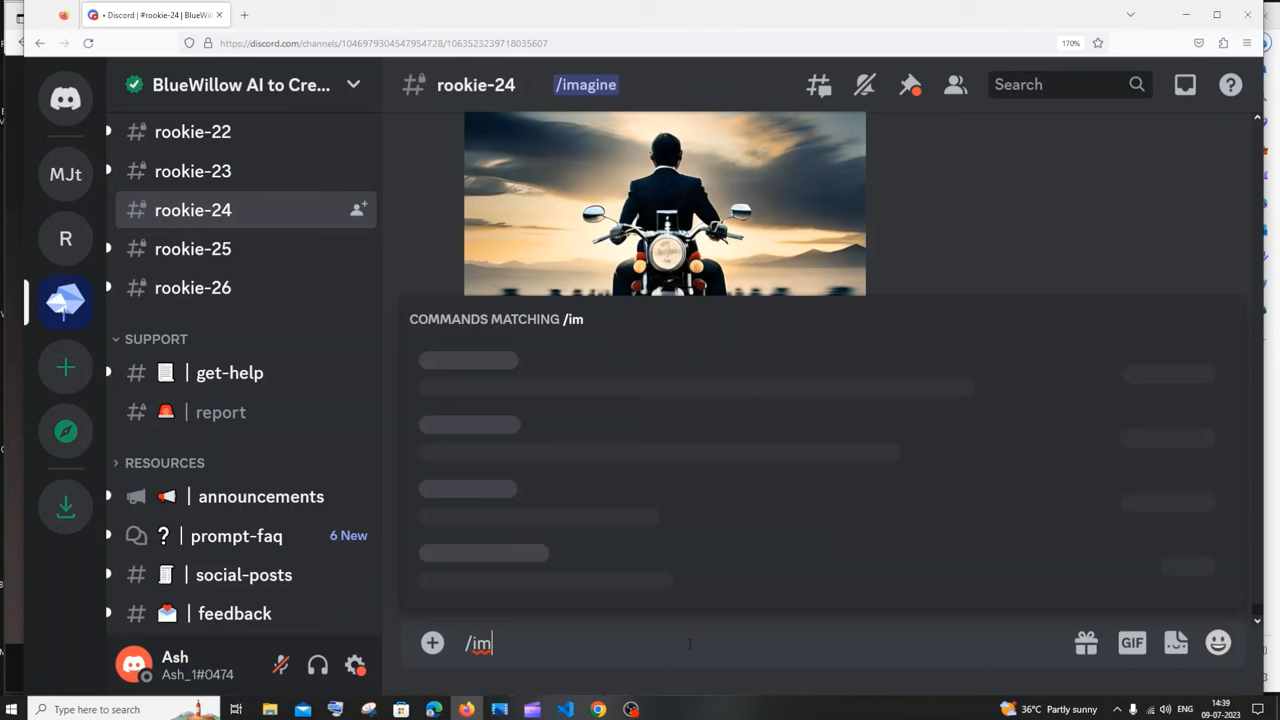 • Discord | #rookie-24 | BlueWill
https://discord.com/channels/1046979304547954728/1063523239718035607
170%
BlueWillow AI to Cre...
rookie-24
/imagine
Search
MJt
R
rookie-22
rookie-23
rookie-24
rookie-25
rookie-26
SUPPORT
get-help
report
RESOURCES
| announcements
? | prompt-faq
6 New
| social-posts
| feedback
COMMANDS MATCHING /im
/im
GIF
Ash
Ash_1#0474
Type here to search
36°C Partly sunny
14:39
09-07-2023